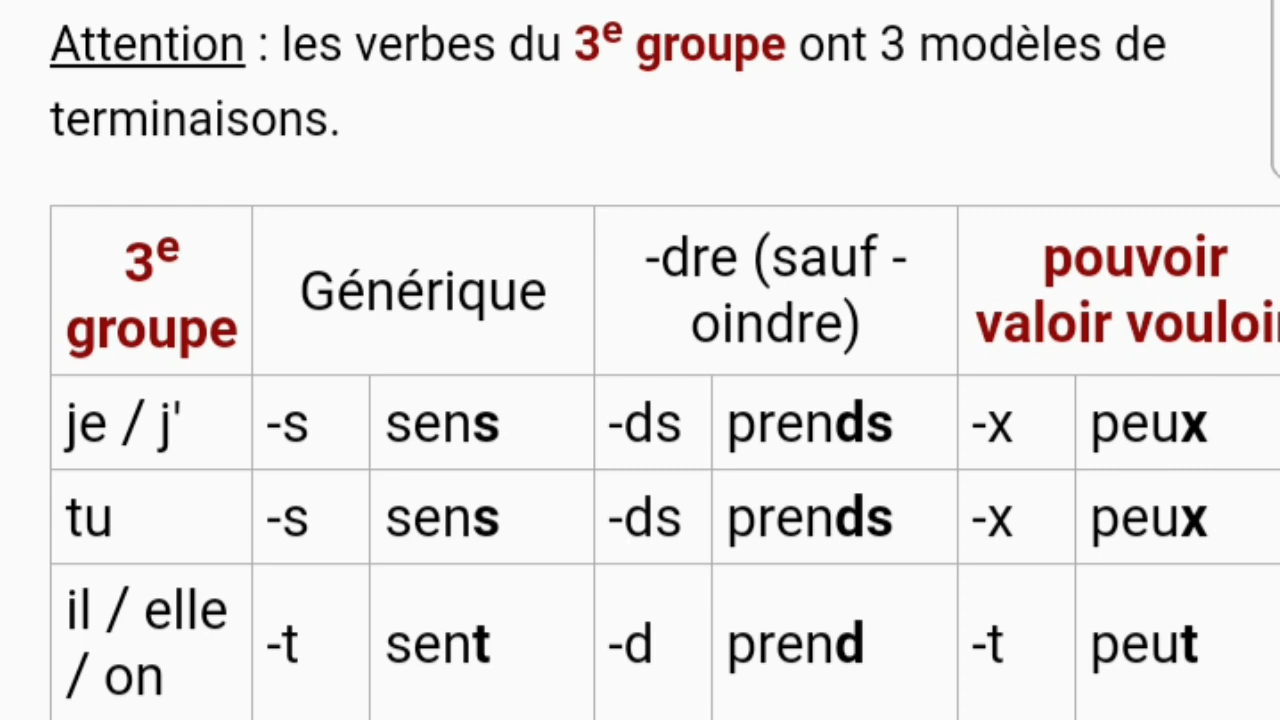 Attention : les verbes du 3e groupe ont 3 modèles de
terminaisons.
3e groupe | Générique | -dre (sauf -oindre) | pouvoir valoir vouloi
je / j' | -s | sens | -ds | prends | -x | peux
tu | -s | sens | -ds | prends | -x | peux
il / elle / on | -t | sent | -d | prend | -t | peut